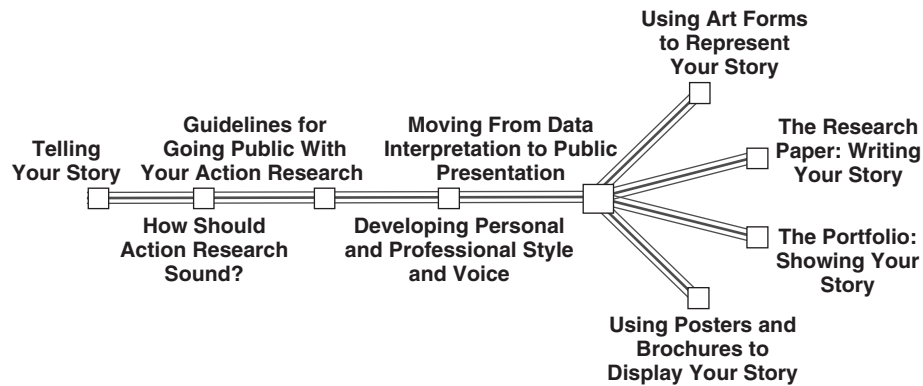 Telling
Your Story
How Should
Action Research
Sound?
Guidelines for
Going Public With
Your Action Research
Developing Personal
and Professional Style
and Voice
Moving From Data
Interpretation to Public
Presentation
Using Art Forms
to Represent
Your Story
The Research
Paper: Writing
Your Story
The Portfolio:
Showing Your
Story
Using Posters and
Brochures to
Display Your Story